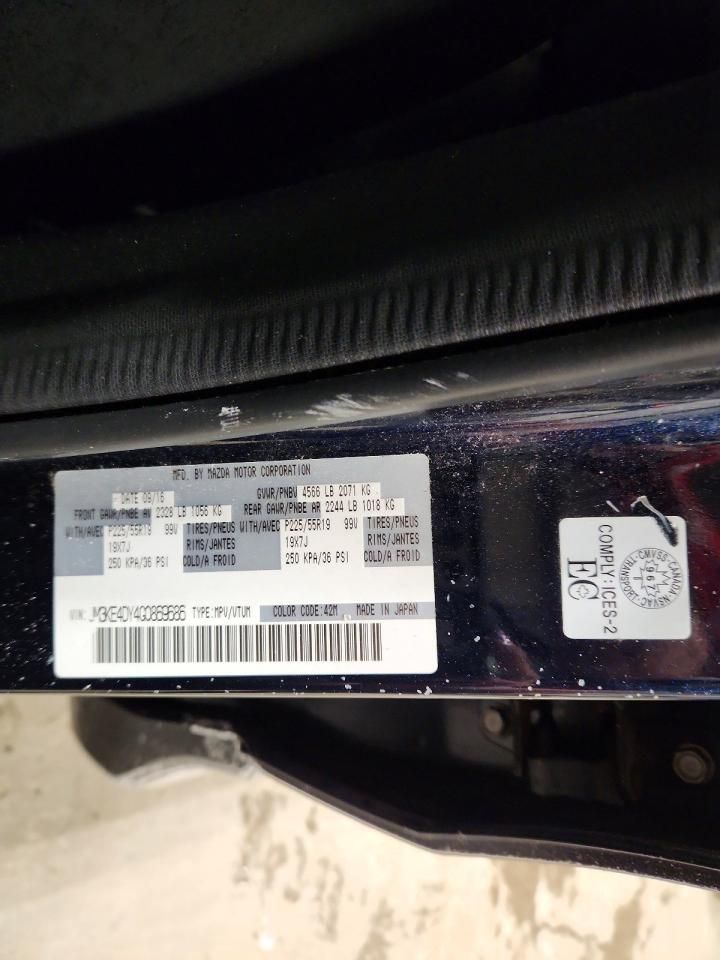 MFD. BY MAZDA MOTOR CORPORATION
DATE
GVWR/PNBV 4566 LB 2071 KG
FRONT GAWR/PNBE AV 2328 LB 1056 KG
REAR GAWR/PNBE AR 2244 LB 1018 KG
WITH/AVEC P225/55R19 99V TIRES/PNEUS WITH/AVEC P225/55R19 99V TIRES/PNEUS
19X7J RIMS/JANTES 19X7J RIMS/JANTES
250 KPA/36 PSI COLD/A FROID 250 KPA/36 PSI COLD/A FROID
VIN: JM3KE4DY4G0869686 TYPE:MPV/VTUM COLOR CODE:42M MADE IN JAPAN
COMPLY:ICES-2
EC
TRANSPORT CANADA
CMVSS NSVAC
967